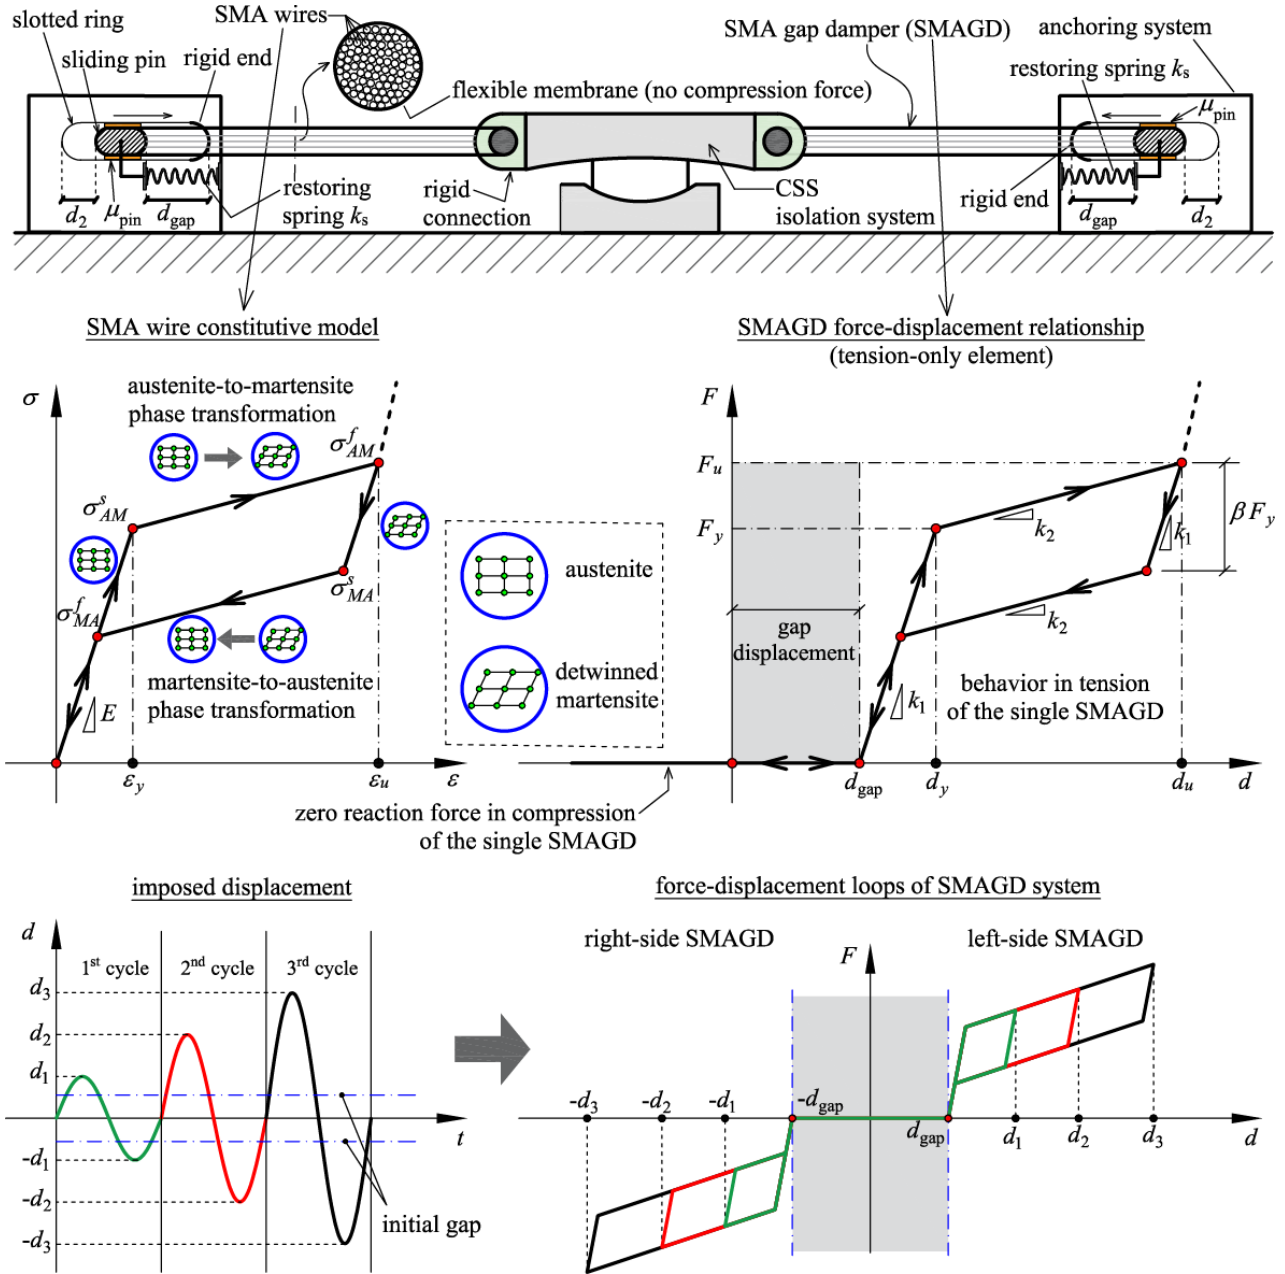 slotted ring
SMA wires
sliding pin
rigid end
SMA gap damper (SMAGD)
anchoring system
restoring spring kₛ
flexible membrane (no compression force)
μpin
d₂
μpin
dgap
restoring
spring kₛ
rigid
connection
CSS
isolation system
rigid end
dgap
d₂
SMA wire constitutive model
SMAGD force-displacement relationship
(tension-only element)
σ
austenite-to-martensite
phase transformation
σ^f_AM
σ^s_AM
σ^s_MA
σ^f_MA
martensite-to-austenite
phase transformation
E
εy
εu
ε
austenite
detwinned
martensite
F
Fu
Fy
k₂
k₁
βFy
k₂
gap
displacement
k₁
behavior in tension
of the single SMAGD
dgap
dy
du
d
zero reaction force in compression
of the single SMAGD
imposed displacement
d
1st cycle
2nd cycle
3rd cycle
d₃
d₂
d₁
-d₁
-d₂
-d₃
t
initial gap
force-displacement loops of SMAGD system
right-side SMAGD
F
left-side SMAGD
-d₃
-d₂
-d₁
-dgap
dgap
d₁
d₂
d₃
d